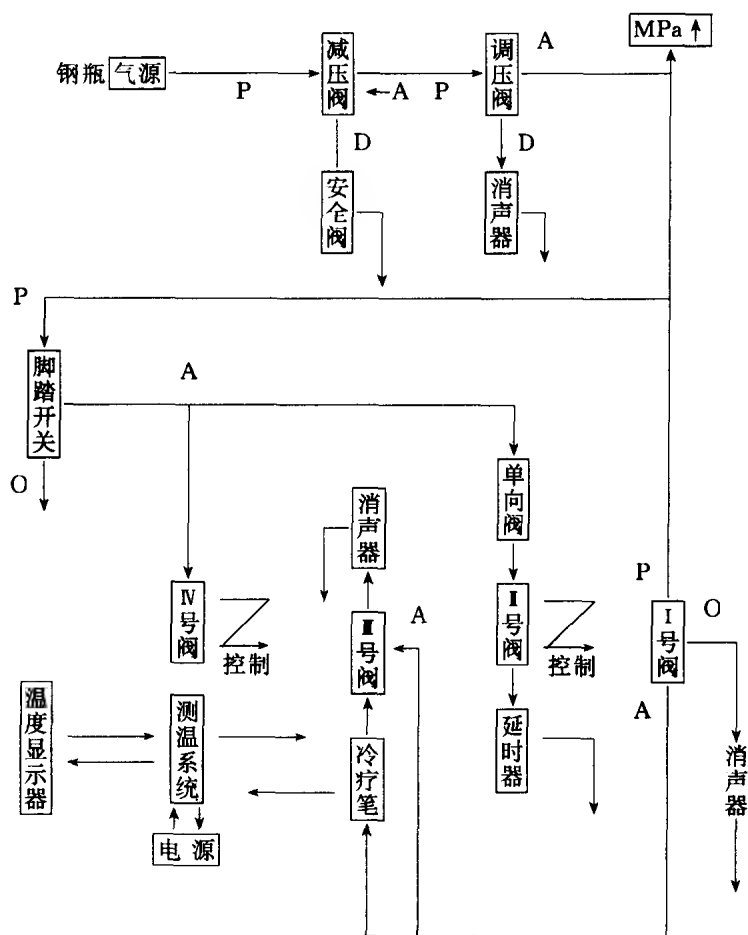 MPa↑
钢瓶 气源
P
减压阀
A
P
调压阀
A
D
安全阀
D
消声器
P
脚踏开关
A
O
单向阀
消声器
Ⅳ号阀
控制
Ⅲ号阀
A
Ⅱ号阀
控制
P
Ⅰ号阀
O
A
温度显示器
测温系统
冷疗笔
延时器
消声器
电源